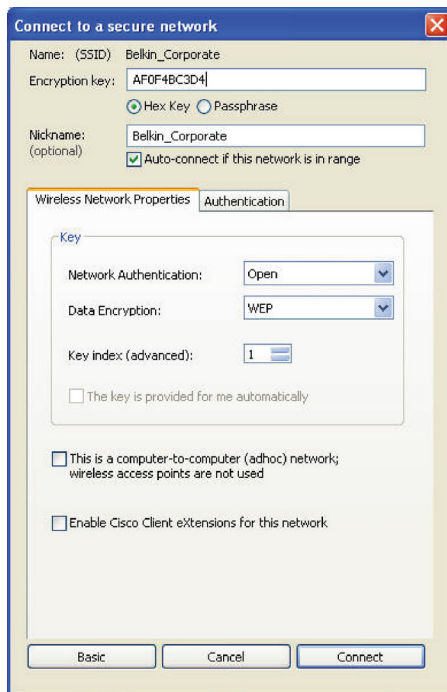 Connect to a secure network
Name: (SSID) Belkin_Corporate
Encryption key: AF0F4BC3D4
Hex Key Passphrase
Nickname: Belkin_Corporate
(optional)
Auto-connect if this network is in range
Wireless Network Properties Authentication
Key
Network Authentication: Open
Data Encryption: WEP
Key index (advanced): 1
The key is provided for me automatically
This is a computer-to-computer (adhoc) network;
wireless access points are not used
Enable Cisco Client eXtensions for this network
Basic Cancel Connect